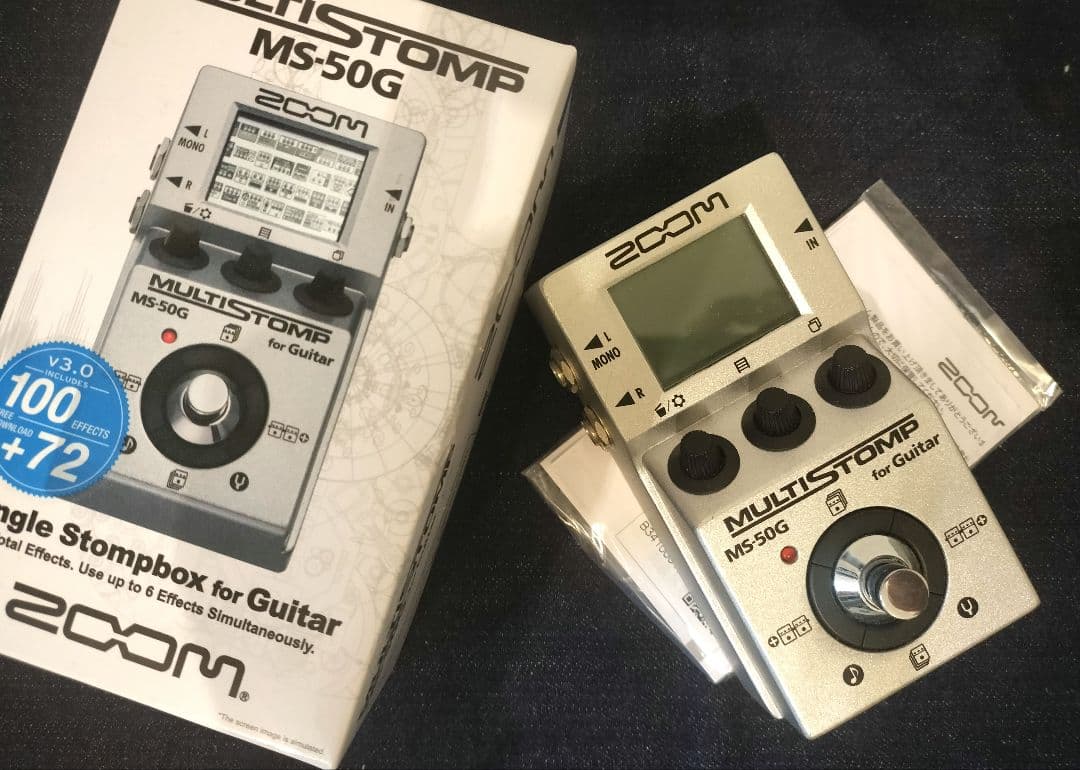 MULTISTOMP
MS-50G
ZOOM
L
MONO
R
IN
MULTISTOMP
MS-50G
for Guitar
v3.0
INCLUDES
100
EFFECTS
FREE
DOWNLOAD
+72
ngle Stompbox for Guitar
otal Effects. Use up to 6 Effects Simultaneously.
ZOOM®
*The screen image is simulated.
ZOOM
L
MONO
R
IN
MULTISTOMP
for Guitar
MS-50G
ZOOM